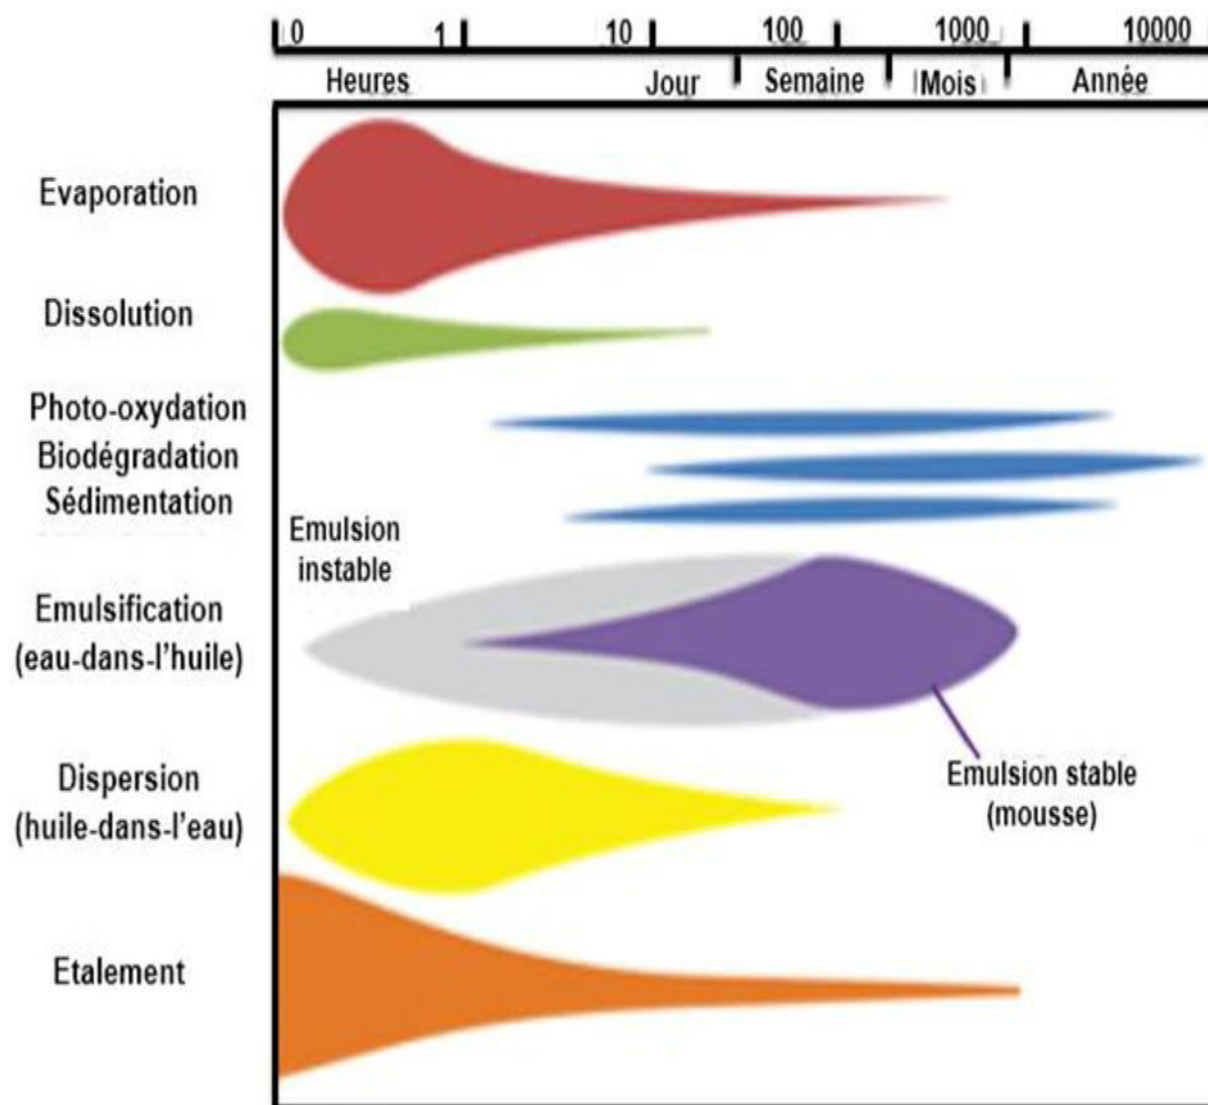 0 1 10 100 1000 10000
Heures Jour Semaine Mois Année
Evaporation
Dissolution
Photo-oxydation
Biodégradation
Sédimentation
Emulsion
instable
Emulsification
(eau-dans-l'huile)
Dispersion
(huile-dans-l'eau)
Emulsion stable
(mousse)
Etalement